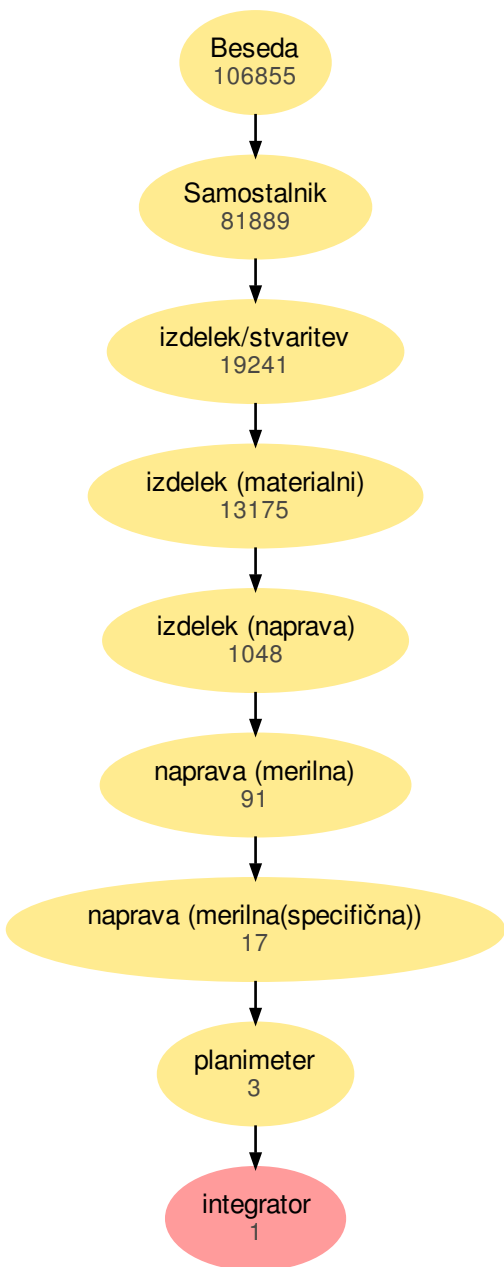 Beseda
106855
Samostalnik
81889
izdelek/stvaritev
19241
izdelek (materialni)
13175
izdelek (naprava)
1048
naprava (merilna)
91
naprava (merilna(specifična))
17
planimeter
3
integrator
1